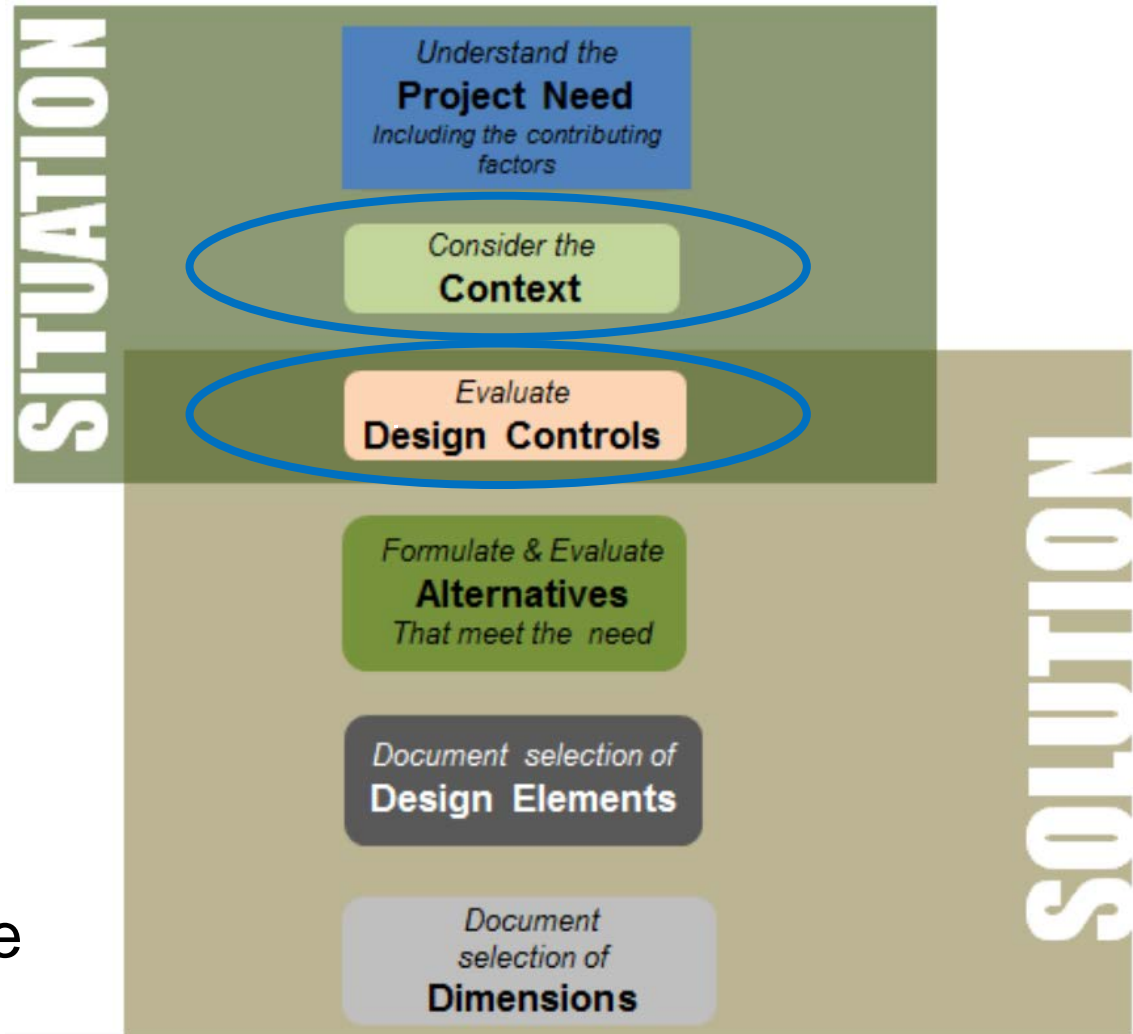 SITUATION
Understand the
Project Need
Including the contributing
factors
Consider the
Context
Evaluate
Design Controls
Formulate & Evaluate
Alternatives
That meet the need
Document selection of
Design Elements
Document
selection of
Dimensions
SOLUTION
e